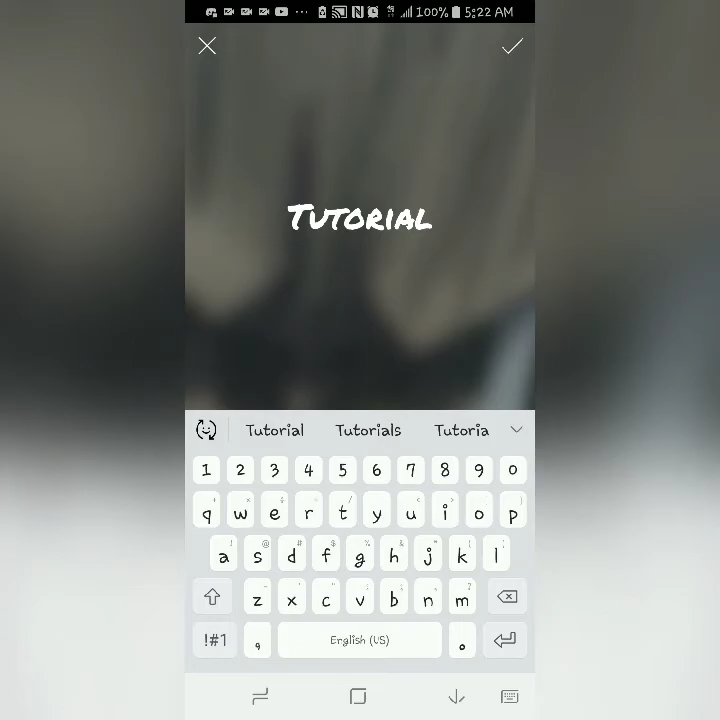 100% 5:22 AM
TUTORIAL
Tutorial Tutorials Tutoria
1 2 3 4 5 6 7 8 9 0
q w e r t y u i o p
a s d f g h j k l
z x c v b n m
!#1 , English (US) .